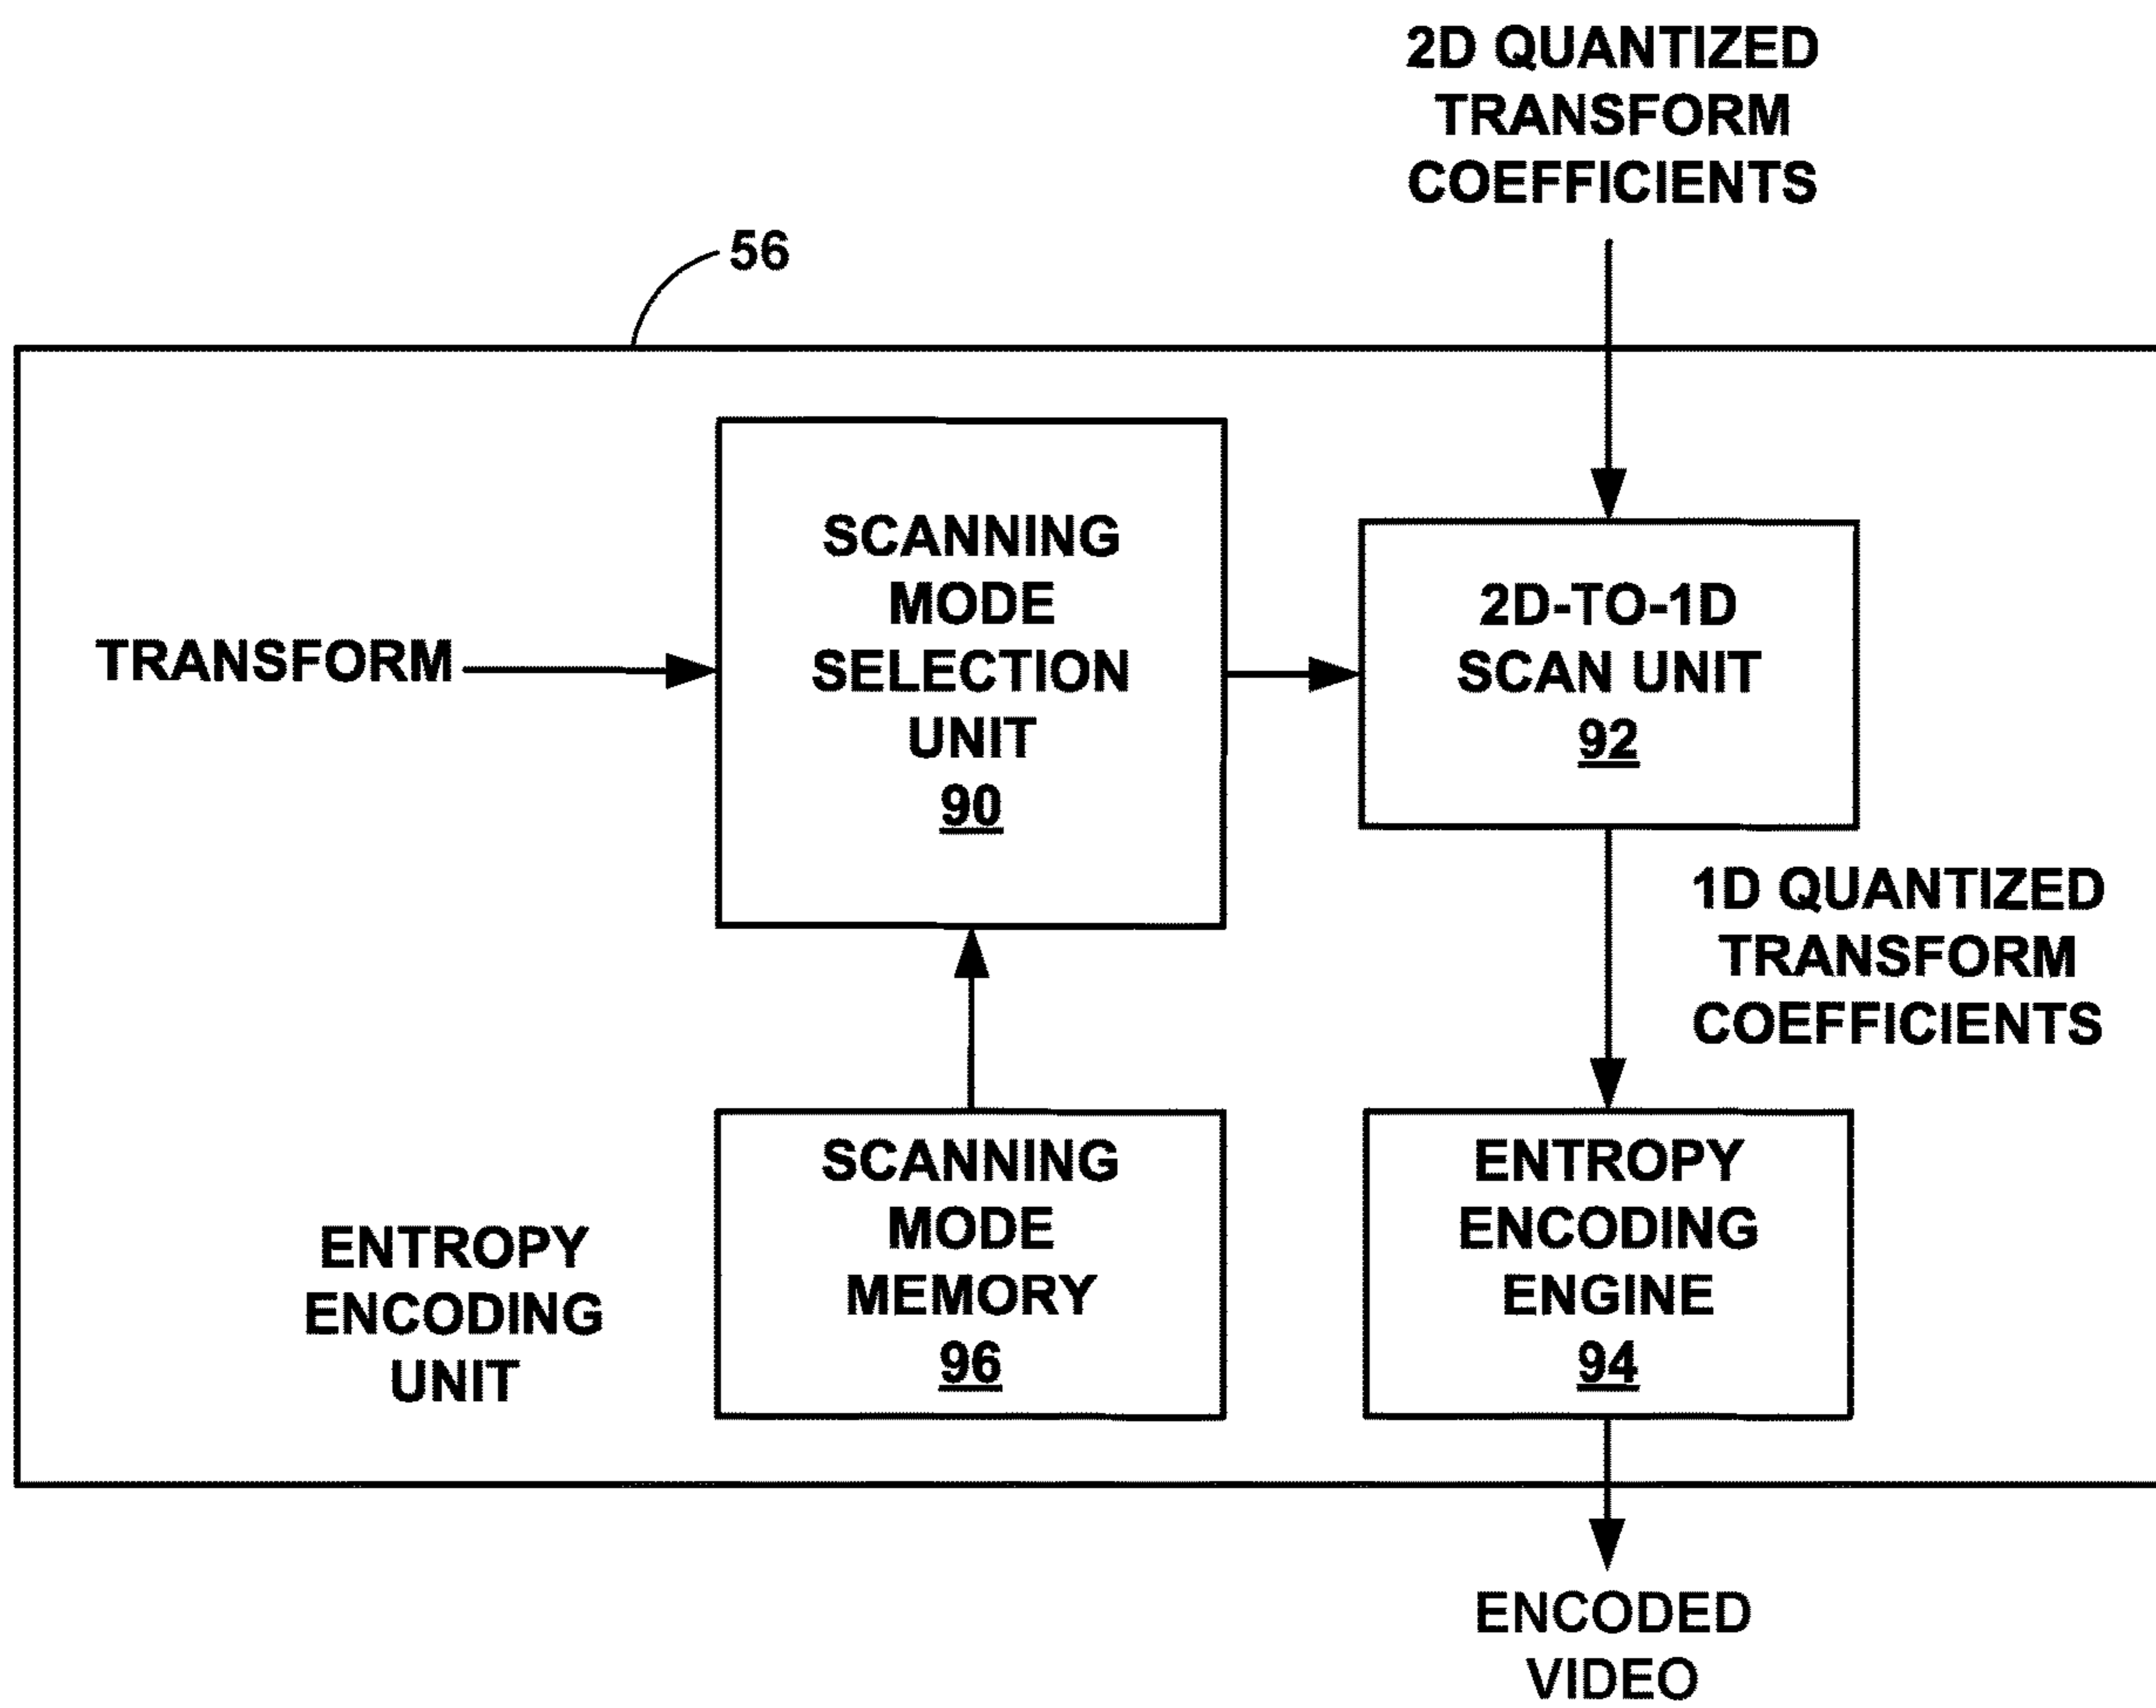 2D QUANTIZED
TRANSFORM
COEFFICIENTS
56
TRANSFORM
SCANNING
MODE
SELECTION
UNIT
90
2D-TO-1D
SCAN UNIT
92
1D QUANTIZED
TRANSFORM
COEFFICIENTS
ENTROPY
ENCODING
UNIT
SCANNING
MODE
MEMORY
96
ENTROPY
ENCODING
ENGINE
94
ENCODED
VIDEO